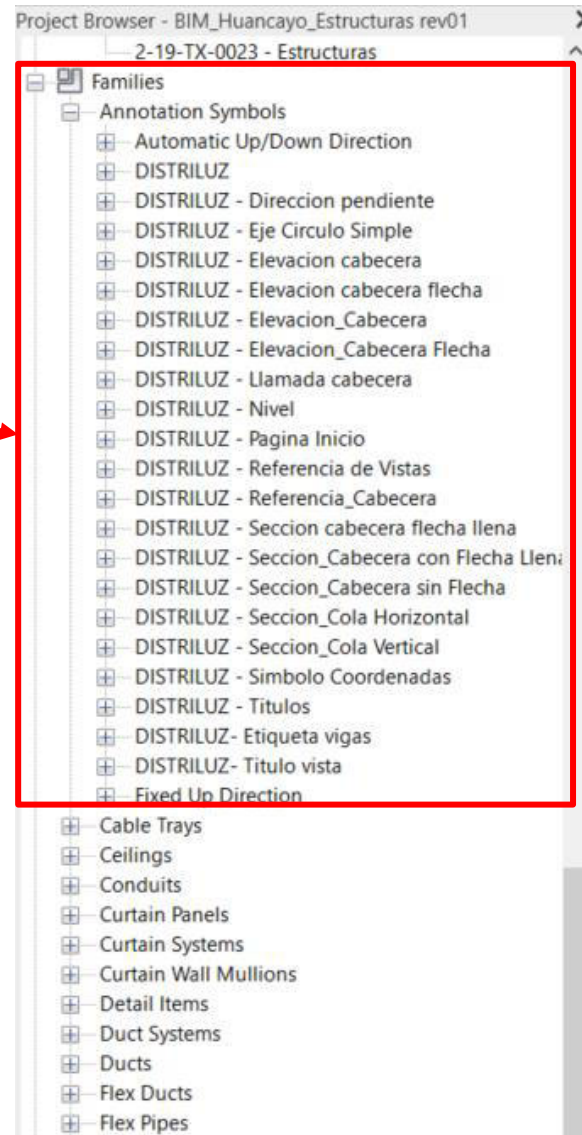 Project Browser - BIM_Huancayo_Estructuras rev01
2-19-TX-0023 - Estructuras
Families
Annotation Symbols
Automatic Up/Down Direction
DISTRILUZ
DISTRILUZ - Direccion pendiente
DISTRILUZ - Eje Circulo Simple
DISTRILUZ - Elevacion cabecera
DISTRILUZ - Elevacion cabecera flecha
DISTRILUZ - Elevacion_Cabecera
DISTRILUZ - Elevacion_Cabecera Flecha
DISTRILUZ - Llamada cabecera
DISTRILUZ - Nivel
DISTRILUZ - Pagina Inicio
DISTRILUZ - Referencia de Vistas
DISTRILUZ - Referencia_Cabecera
DISTRILUZ - Seccion cabecera flecha llena
DISTRILUZ - Seccion_Cabecera con Flecha Llena
DISTRILUZ - Seccion_Cabecera sin Flecha
DISTRILUZ - Seccion_Cola Horizontal
DISTRILUZ - Seccion_Cola Vertical
DISTRILUZ - Simbolo Coordenadas
DISTRILUZ - Titulos
DISTRILUZ- Etiqueta vigas
DISTRILUZ- Titulo vista
Fixed Up Direction
Cable Trays
Ceilings
Conduits
Curtain Panels
Curtain Systems
Curtain Wall Mullions
Detail Items
Duct Systems
Ducts
Flex Ducts
Flex Pipes